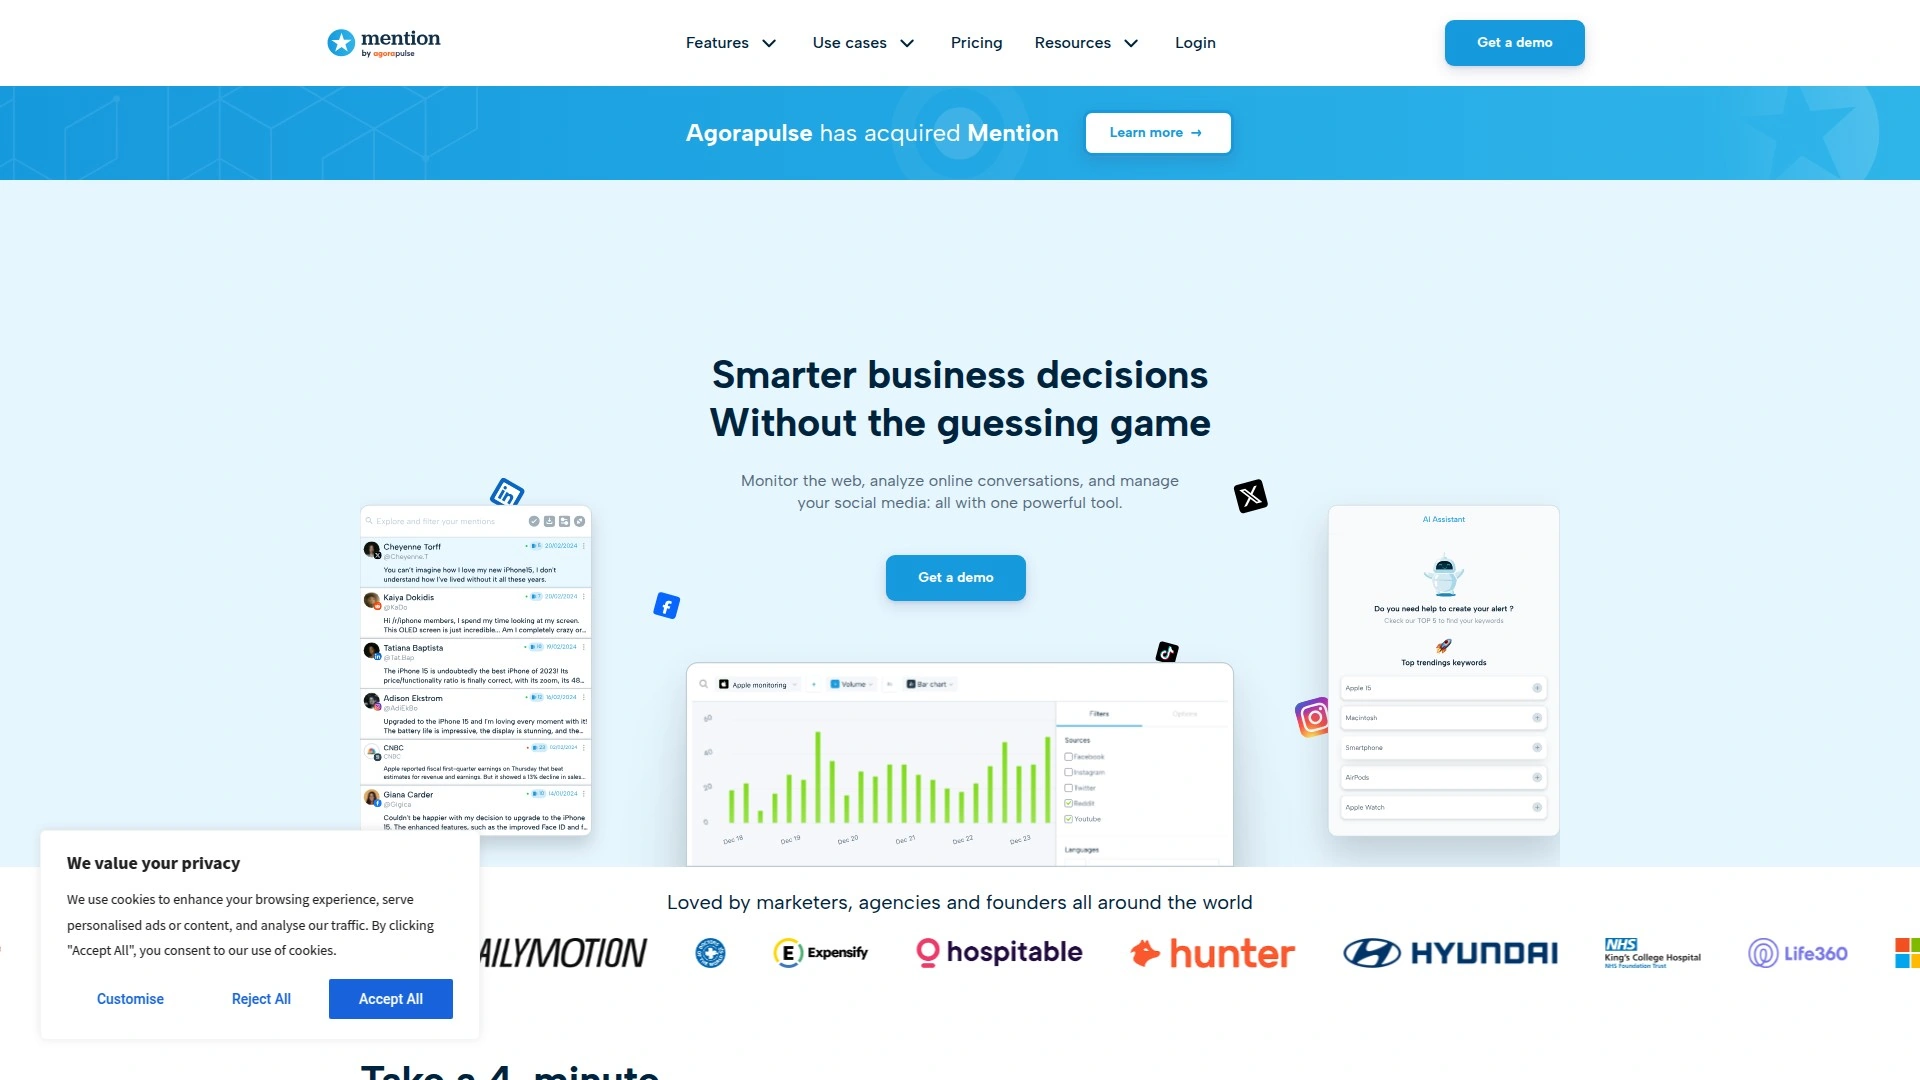 mention
by agorapulse
Features
Use cases
Pricing
Resources
Login
Get a demo
Agorapulse has acquired Mention
Learn more →
Smarter business decisions
Without the guessing game
Monitor the web, analyze online conversations, and manage
your social media: all with one powerful tool.
Get a demo
Explore and filter your mentions
Cheyenne Torff
20/02/2024
@Cheyenne.T
You can't imagine how I love my new iPhone15, I don't
understand how I've lived without it all these years.
Kaiya Dokidis
20/02/2024
@KaDo
Hi /r/iphone members, I spend my time looking at my screen.
This OLED screen is just incredible... Am I completely crazy or...
Tatiana Baptista
19/02/2024
@Tat.Bap
The iPhone 15 is undoubtedly the best iPhone of 2023! Its
price/functionality ratio is finally correct, with its zoom, its 48...
Adison Ekstrom
16/02/2024
@AdiEkBo
Upgraded to the iPhone 15 and I'm loving every moment with it!
The battery life is impressive, the display is stunning, and the...
CNBC
02/02/2024
CNBC
Apple reported fiscal first-quarter earnings on Thursday that beat
estimates for revenue and earnings. But it showed a 13% decline in sales...
Giana Carder
14/01/2024
@Gigica
Couldn't be happier with my decision to upgrade to the iPhone
15. The enhanced features, such as the improved Face ID and f...
Apple monitoring
Volume
Bar chart
Filters
Options
60
40
20
0
Dec 18
Dec 19
Dec 20
Dec 21
Dec 22
Dec 23
Sources
Facebook
Instagram
Twitter
Reddit
Youtube
Languages
AI Assistant
Do you need help to create your alert ?
Ckeck our TOP 5 to find your keywords
Top trendings keywords
Apple 15
Macintosh
Smartphone
AirPods
Apple Watch
Loved by marketers, agencies and founders all around the world
AILYMOTION
Expensify
hospitable
hunter
HYUNDAI
NHS
King's College Hospital
NHS Foundation Trust
Life360
We value your privacy
We use cookies to enhance your browsing experience, serve
personalised ads or content, and analyse our traffic. By clicking
"Accept All", you consent to our use of cookies.
Customise
Reject All
Accept All
Take a 4-minute